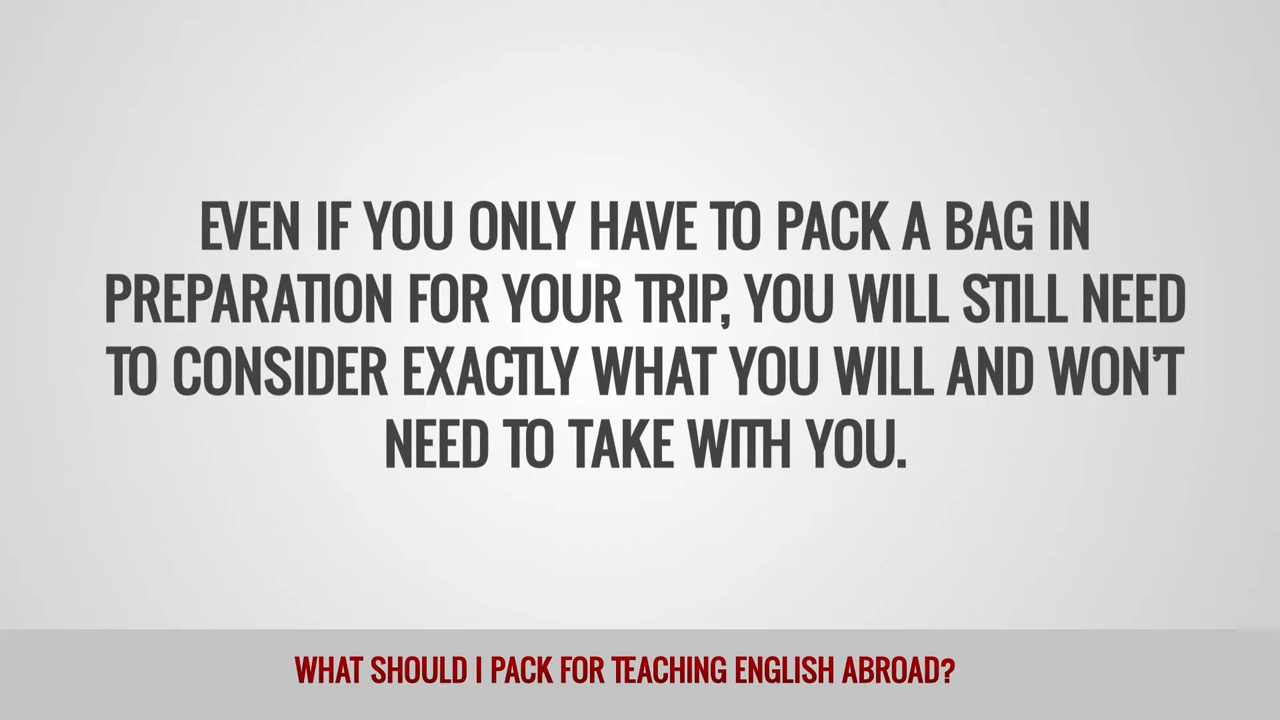 EVEN IF YOU ONLY HAVE TO PACK A BAG IN
PREPARATION FOR YOUR TRIP, YOU WILL STILL NEED
TO CONSIDER EXACTLY WHAT YOU WILL AND WON'T
NEED TO TAKE WITH YOU.
WHAT SHOULD I PACK FOR TEACHING ENGLISH ABROAD?